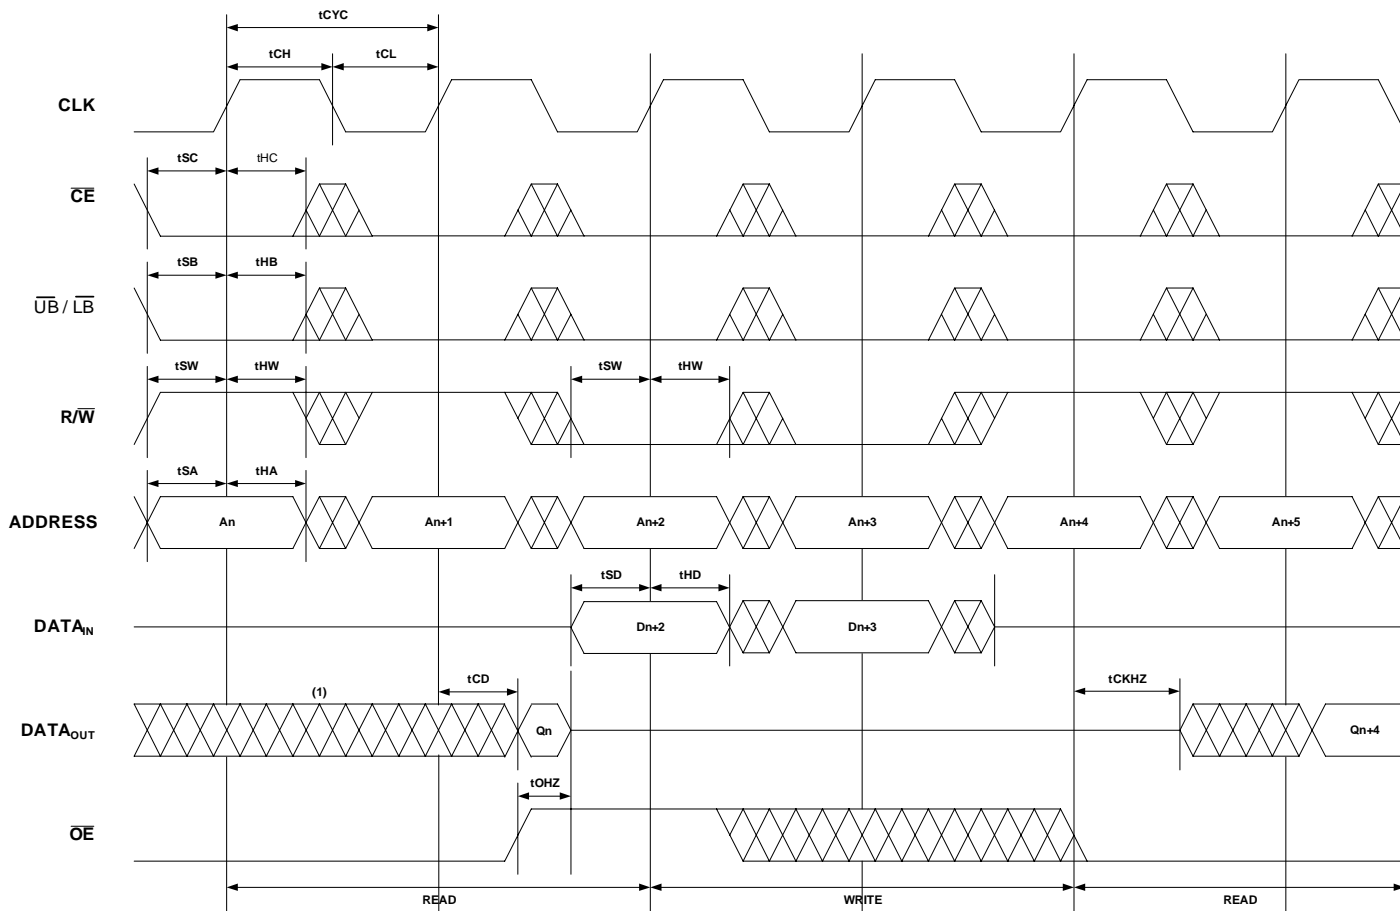 tCYC
tCH tCL
CLK
tSC tHC
CE
tSB tHB
UB / LB
tSW tHW tSW tHW
R/W
tSA tHA
ADDRESS An An+1 An+2 An+3 An+4 An+5
tSD tHD
DATAIN Dn+2 Dn+3
(1) tCD tCKHZ
DATAOUT Qn Qn+4
tOHZ
OE
READ WRITE READ